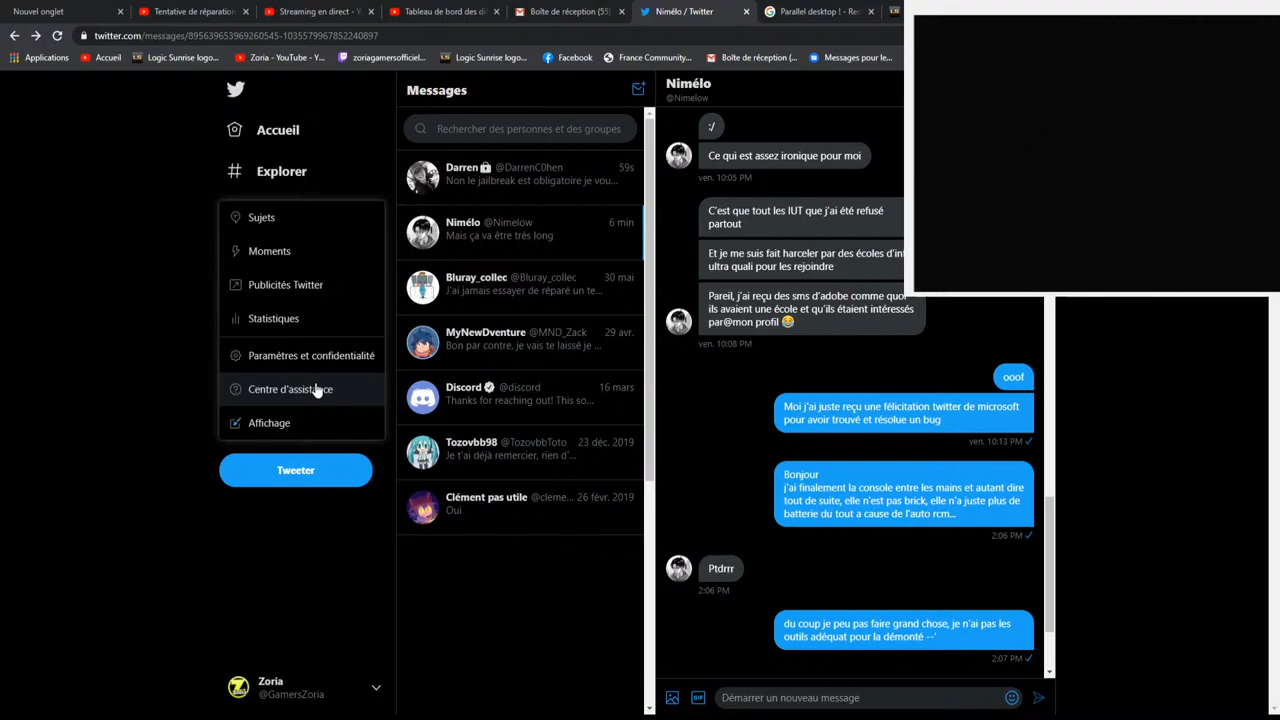 Nouvel onglet
Tentative de réparation
Streaming en direct - Yo
Tableau de bord des di
Boîte de réception (55)
Nimélo / Twitter
Parallel desktop ! - Rec
twitter.com/messages/895639653969260545-1035579967852240897
Applications
Accueil
Logic Sunrise logo...
Zoria - YouTube - Y...
zoriagamersofficiel...
Logic Sunrise logo...
Facebook
France Community...
Boîte de réception (...
Messages pour le...
Accueil
Explorer
Sujets
Moments
Publicités Twitter
Statistiques
Paramètres et confidentialité
Centre d'assistance
Affichage
Tweeter
Zoria
@GamersZoria
Messages
Rechercher des personnes et des groupes
Darren @DarrenC0hen 59s
Non le jailbreak est obligatoire je vou...
Nimélo @Nimelow 6 min
Mais ça va être très long
Bluray_collec @Bluray_collec 30 mai
J'ai jamais essayer de réparé un te...
MyNewDventure @MND_Zack 29 avr.
Bon par contre, je vais te laissé je ...
Discord @discord 16 mars
Thanks for reaching out! This so...
Tozovbb98 @TozovbbToto 23 déc. 2019
Je t'ai déjà remercier, rien d'...
Clément pas utile @cleme... 26 févr. 2019
Oui
Nimélo
@Nimelow
:/
Ce qui est assez ironique pour moi
ven. 10:05 PM
C'est que tout les IUT que j'ai été refusé
partout
Et je me suis fait harceler par des écoles d'in
ultra quali pour les rejoindre
Pareil, j'ai reçu des sms d'adobe comme quoi
ils avaient une école et qu'ils étaient intéressés
par@mon profil 😂
ven. 10:08 PM
ooof
Moi j'ai juste reçu une félicitation twitter de microsoft
pour avoir trouvé et résolue un bug
ven. 10:13 PM ✓
Bonjour
j'ai finalement la console entre les mains et autant dire
tout de suite, elle n'est pas brick, elle n'a juste plus de
batterie du tout a cause de l'auto rcm...
2:06 PM ✓
Ptdrrr
2:06 PM
du coup je peu pas faire grand chose, je n'ai pas les
outils adéquat pour la démonté --'
2:07 PM ✓
GIF
Démarrer un nouveau message